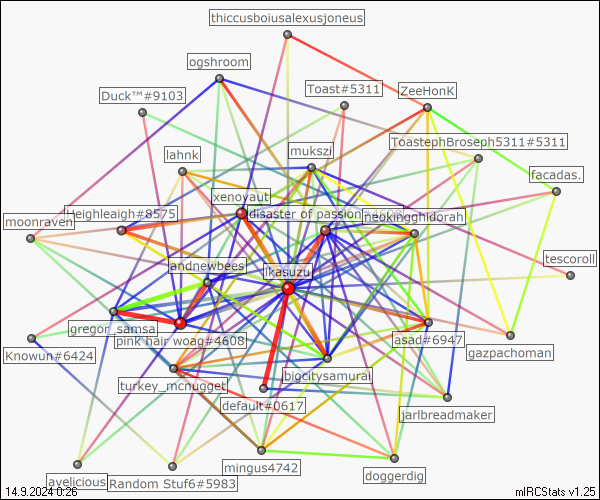 thiccusboiusalexusjoneus
ogshroom
Toast#5311
ZeeHonK
Duck™#9103
ToastephBroseph5311#5311
mukszi
lahnk
facadas.
xenoyaut
moonraven
Heighleaigh#8575
disaster of passion
neokingghidorah
tescoroll
andnewbees
ikasuzu
gregor_samsa
pink hair woag#4608
asad#6947
Knowun#6424
gazpachoman
turkey_mcnugget
bigcitysamurai
default#0617
jarlbreadmaker
mingus4742
doggerdig
avelicious
Random Stuf6#5983
14.9.2024 0:26
mIRCStats v1.25